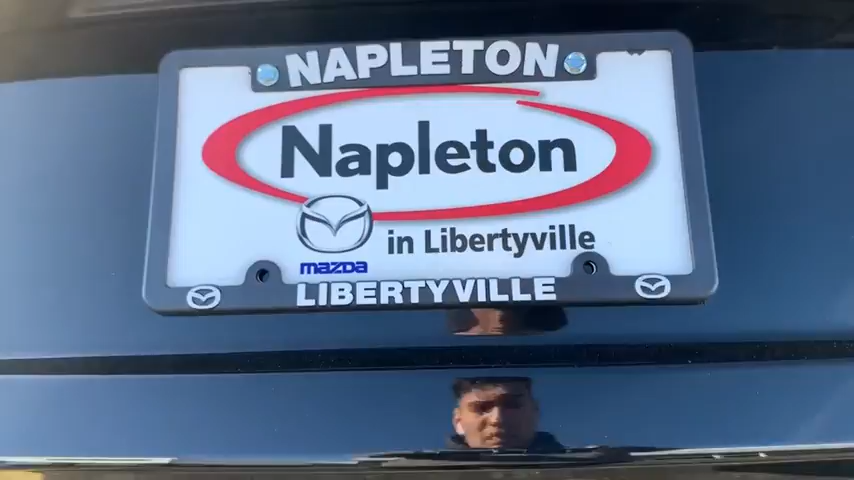 NAPLETON
Napleton
in Libertyville
mazda
LIBERTYVILLE